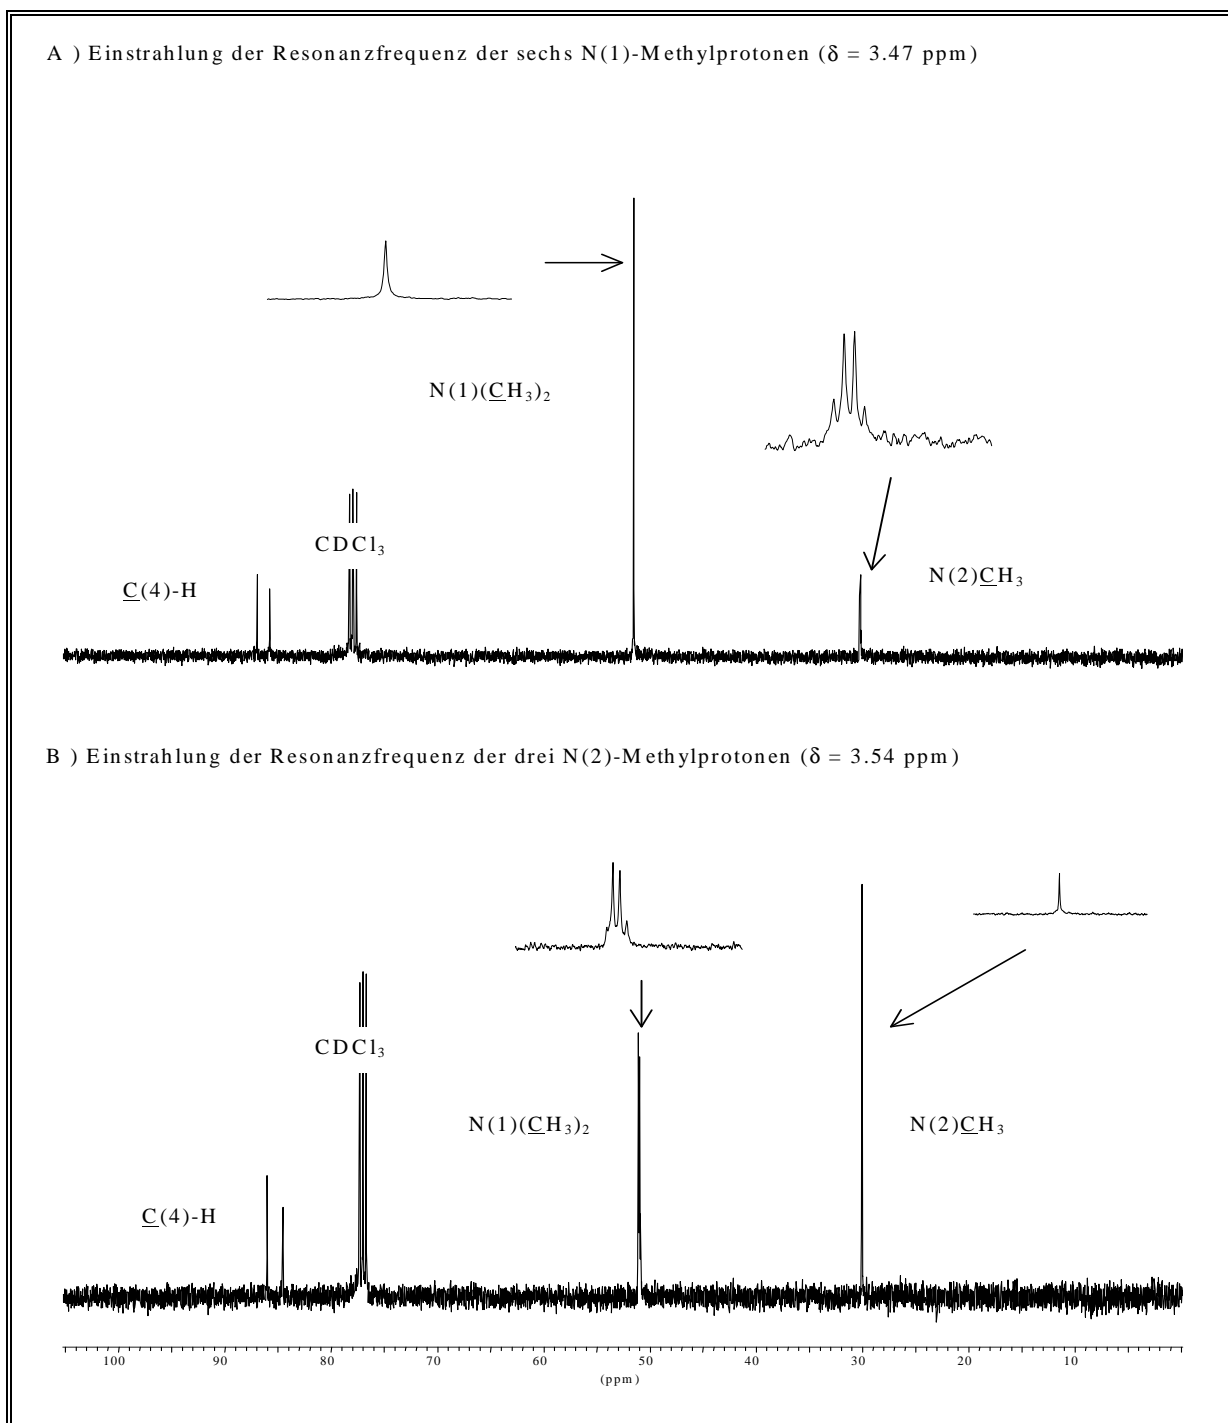 A ) Einstrahlung der Resonanzfrequenz der sechs N(1)-Methylprotonen (δ = 3.47 ppm)
N(1)(CH₃)₂
CDCl₃
C(4)-H
N(2)CH₃
B ) Einstrahlung der Resonanzfrequenz der drei N(2)-Methylprotonen (δ = 3.54 ppm)
CDCl₃
N(1)(CH₃)₂
N(2)CH₃
C(4)-H
100 90 80 70 60 50 40 30 20 10
(ppm)